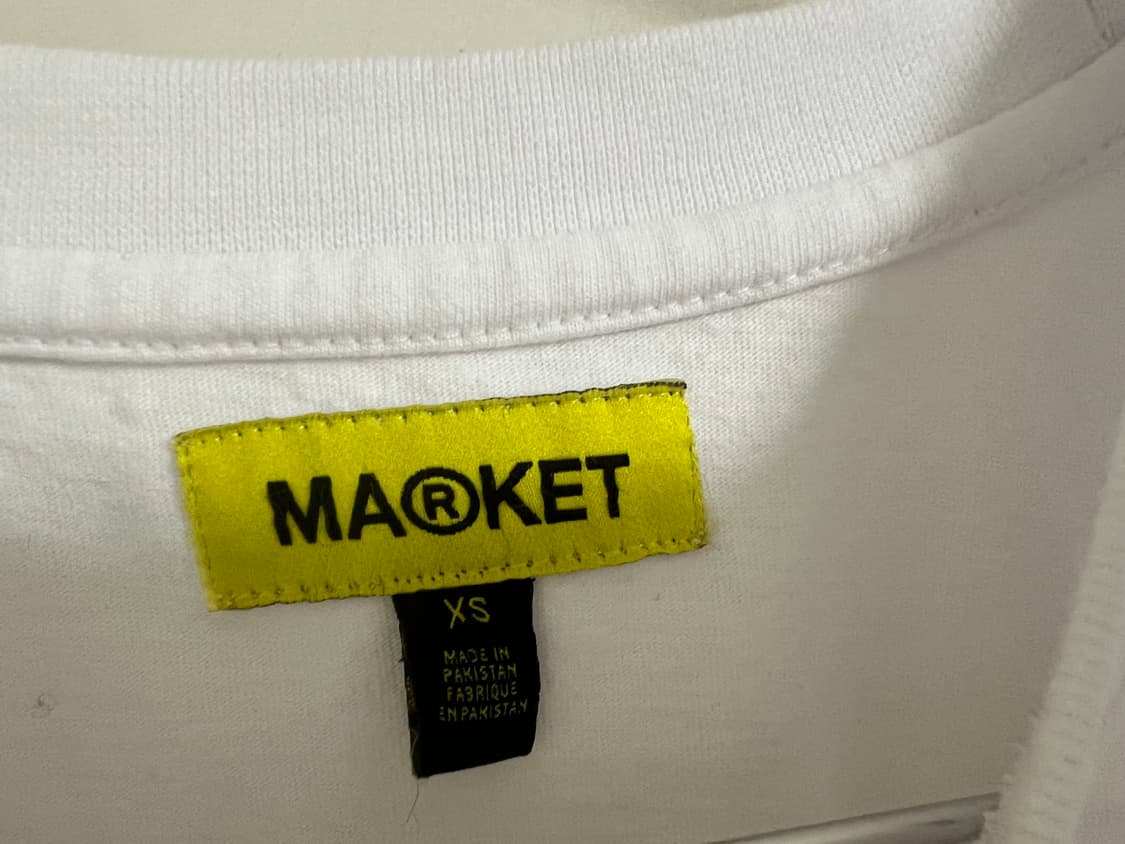 MA®KET
XS
MADE IN
PAKISTAN
FABRIQUE
EN PAKISTAN